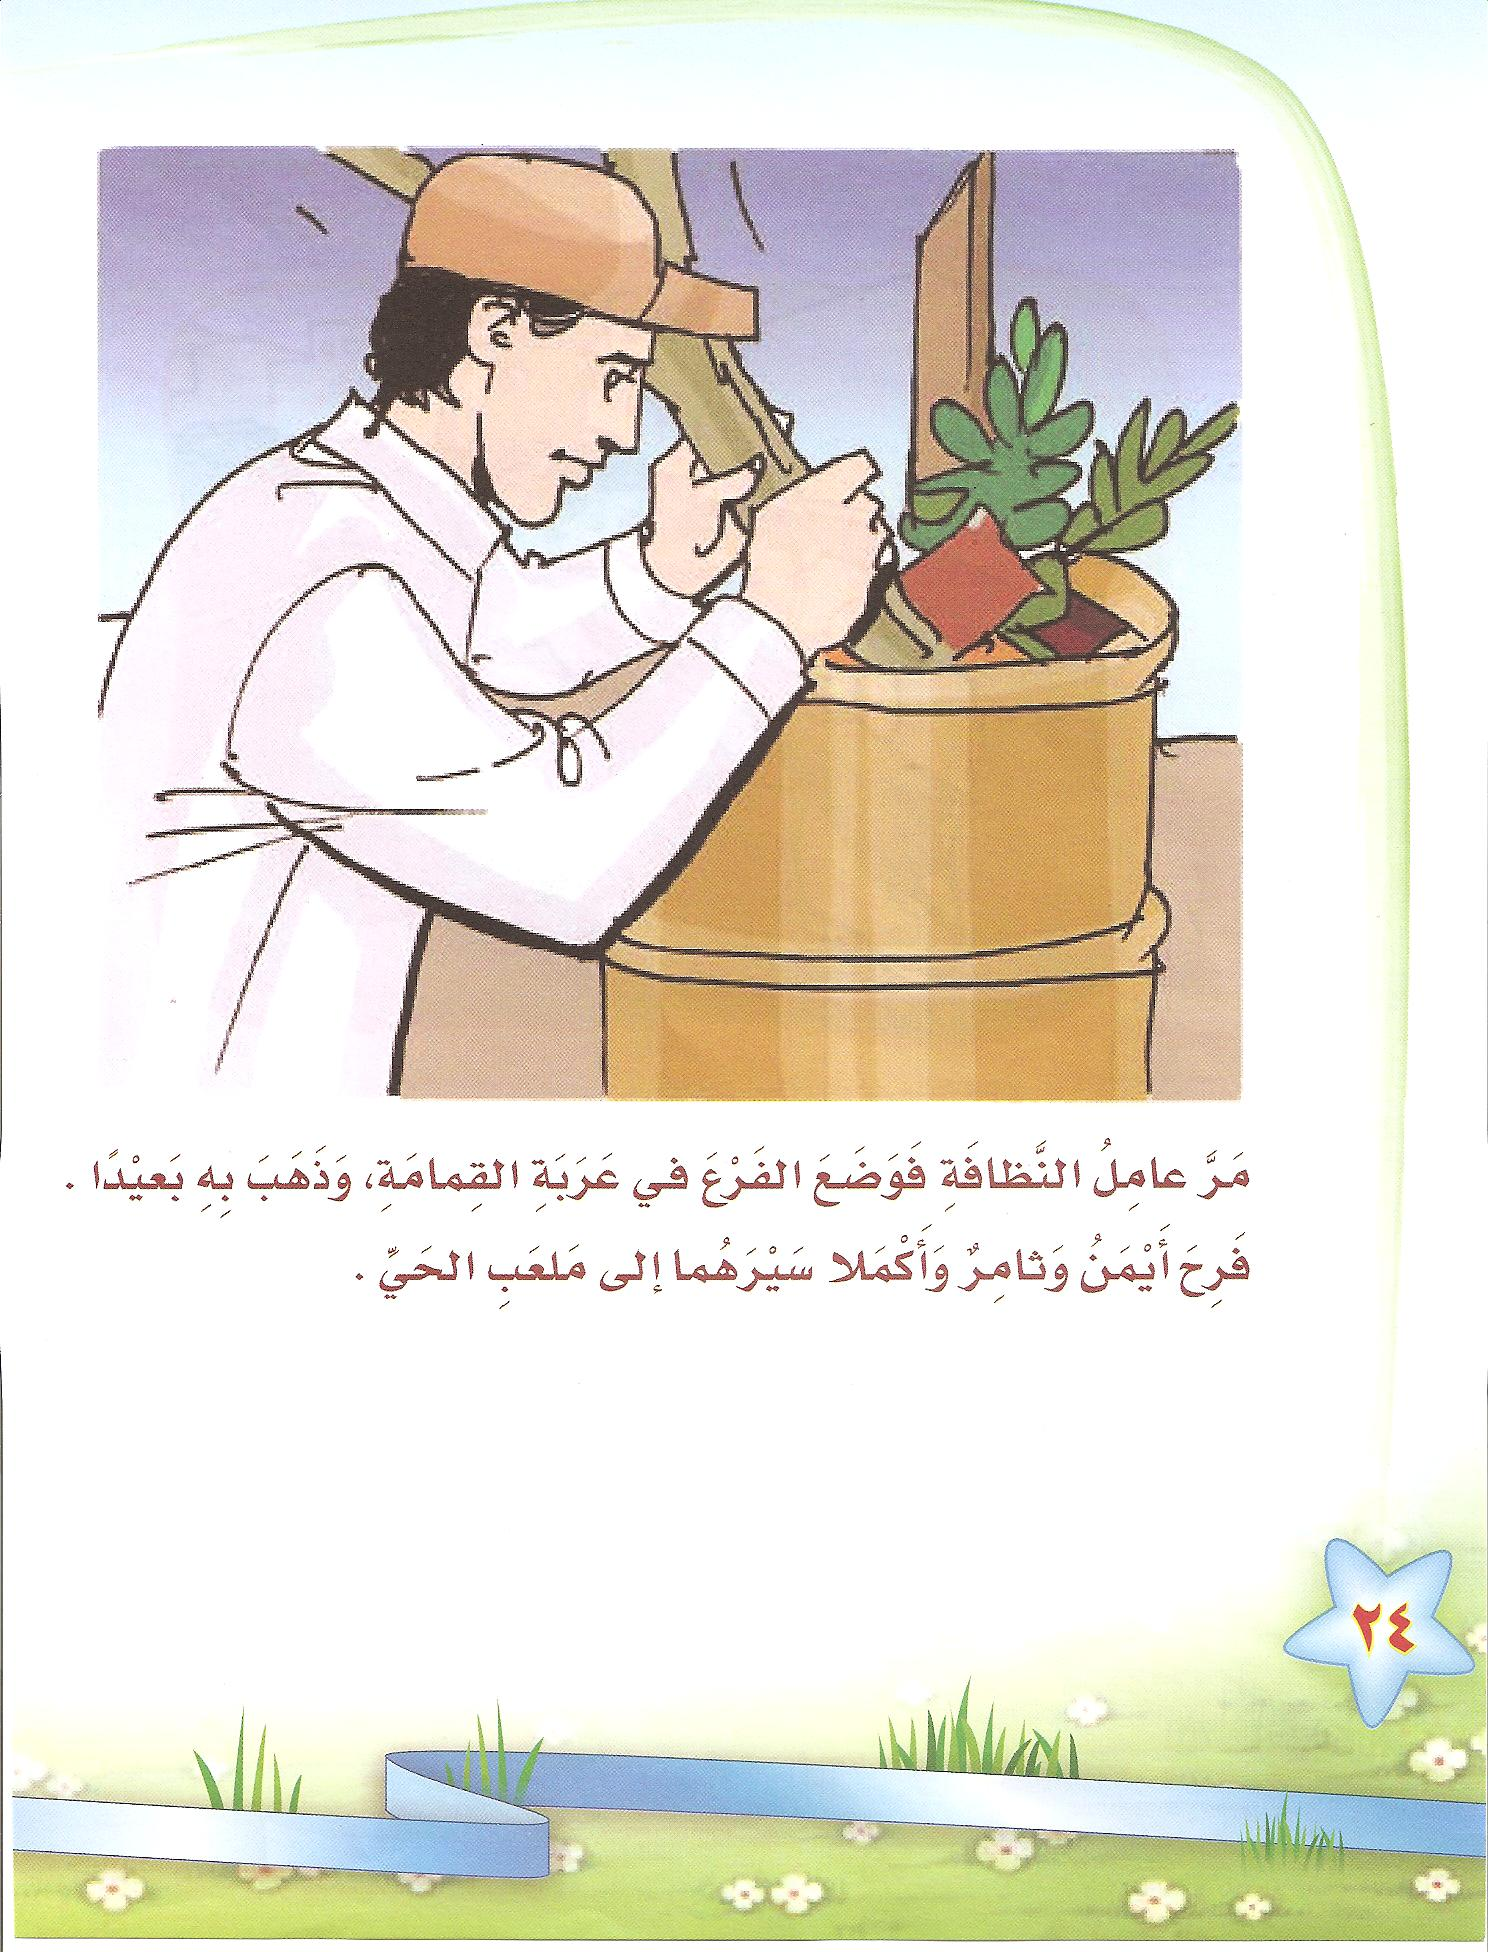 مَرَّ عامِلُ النَّظافَةِ فَوَضَعَ الفَرْعَ في عَرَبَةِ القِمامَةِ، وَذَهَبَ بِهِ بَعيْدًا .
فَرِحَ أَيْمَنُ وَثامِرٌ وَأَكْمَلا سَيْرَهُما إلى مَلعَبِ الحَيِّ .
٢٤